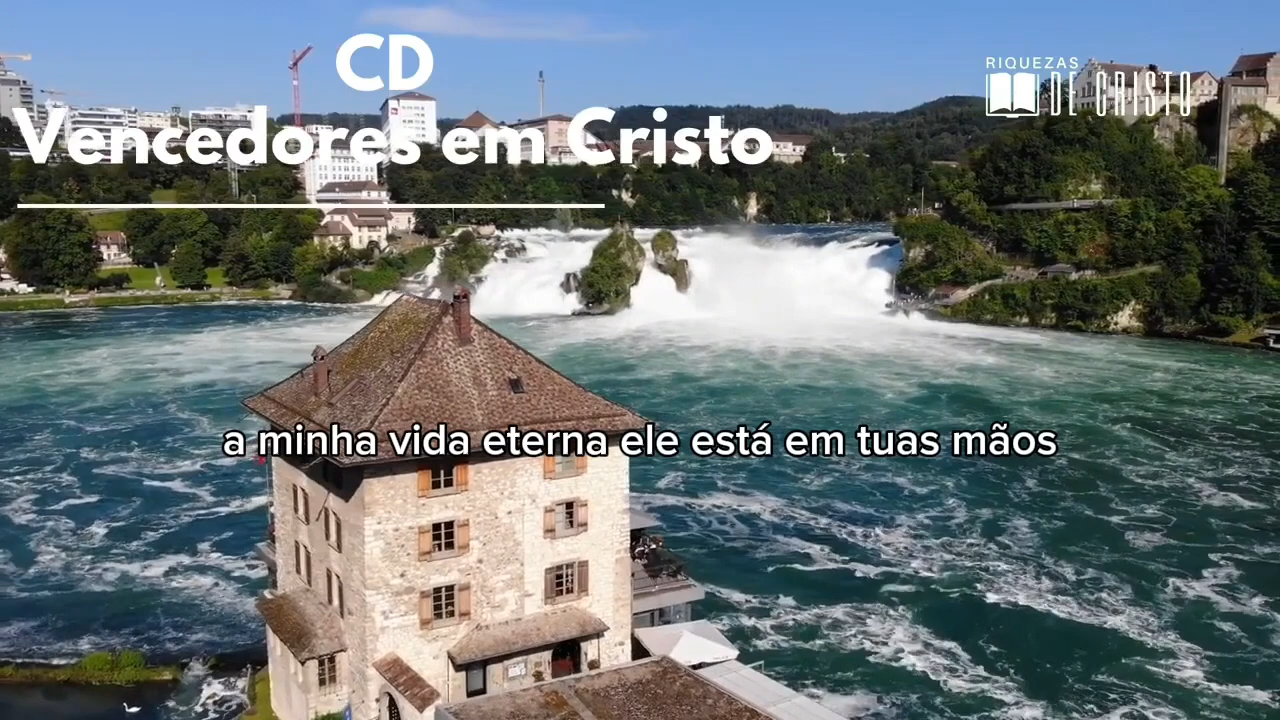 CD
Vencedores em Cristo
RIQUEZAS
DE CRISTO
a minha vida eterna ele está em tuas mãos